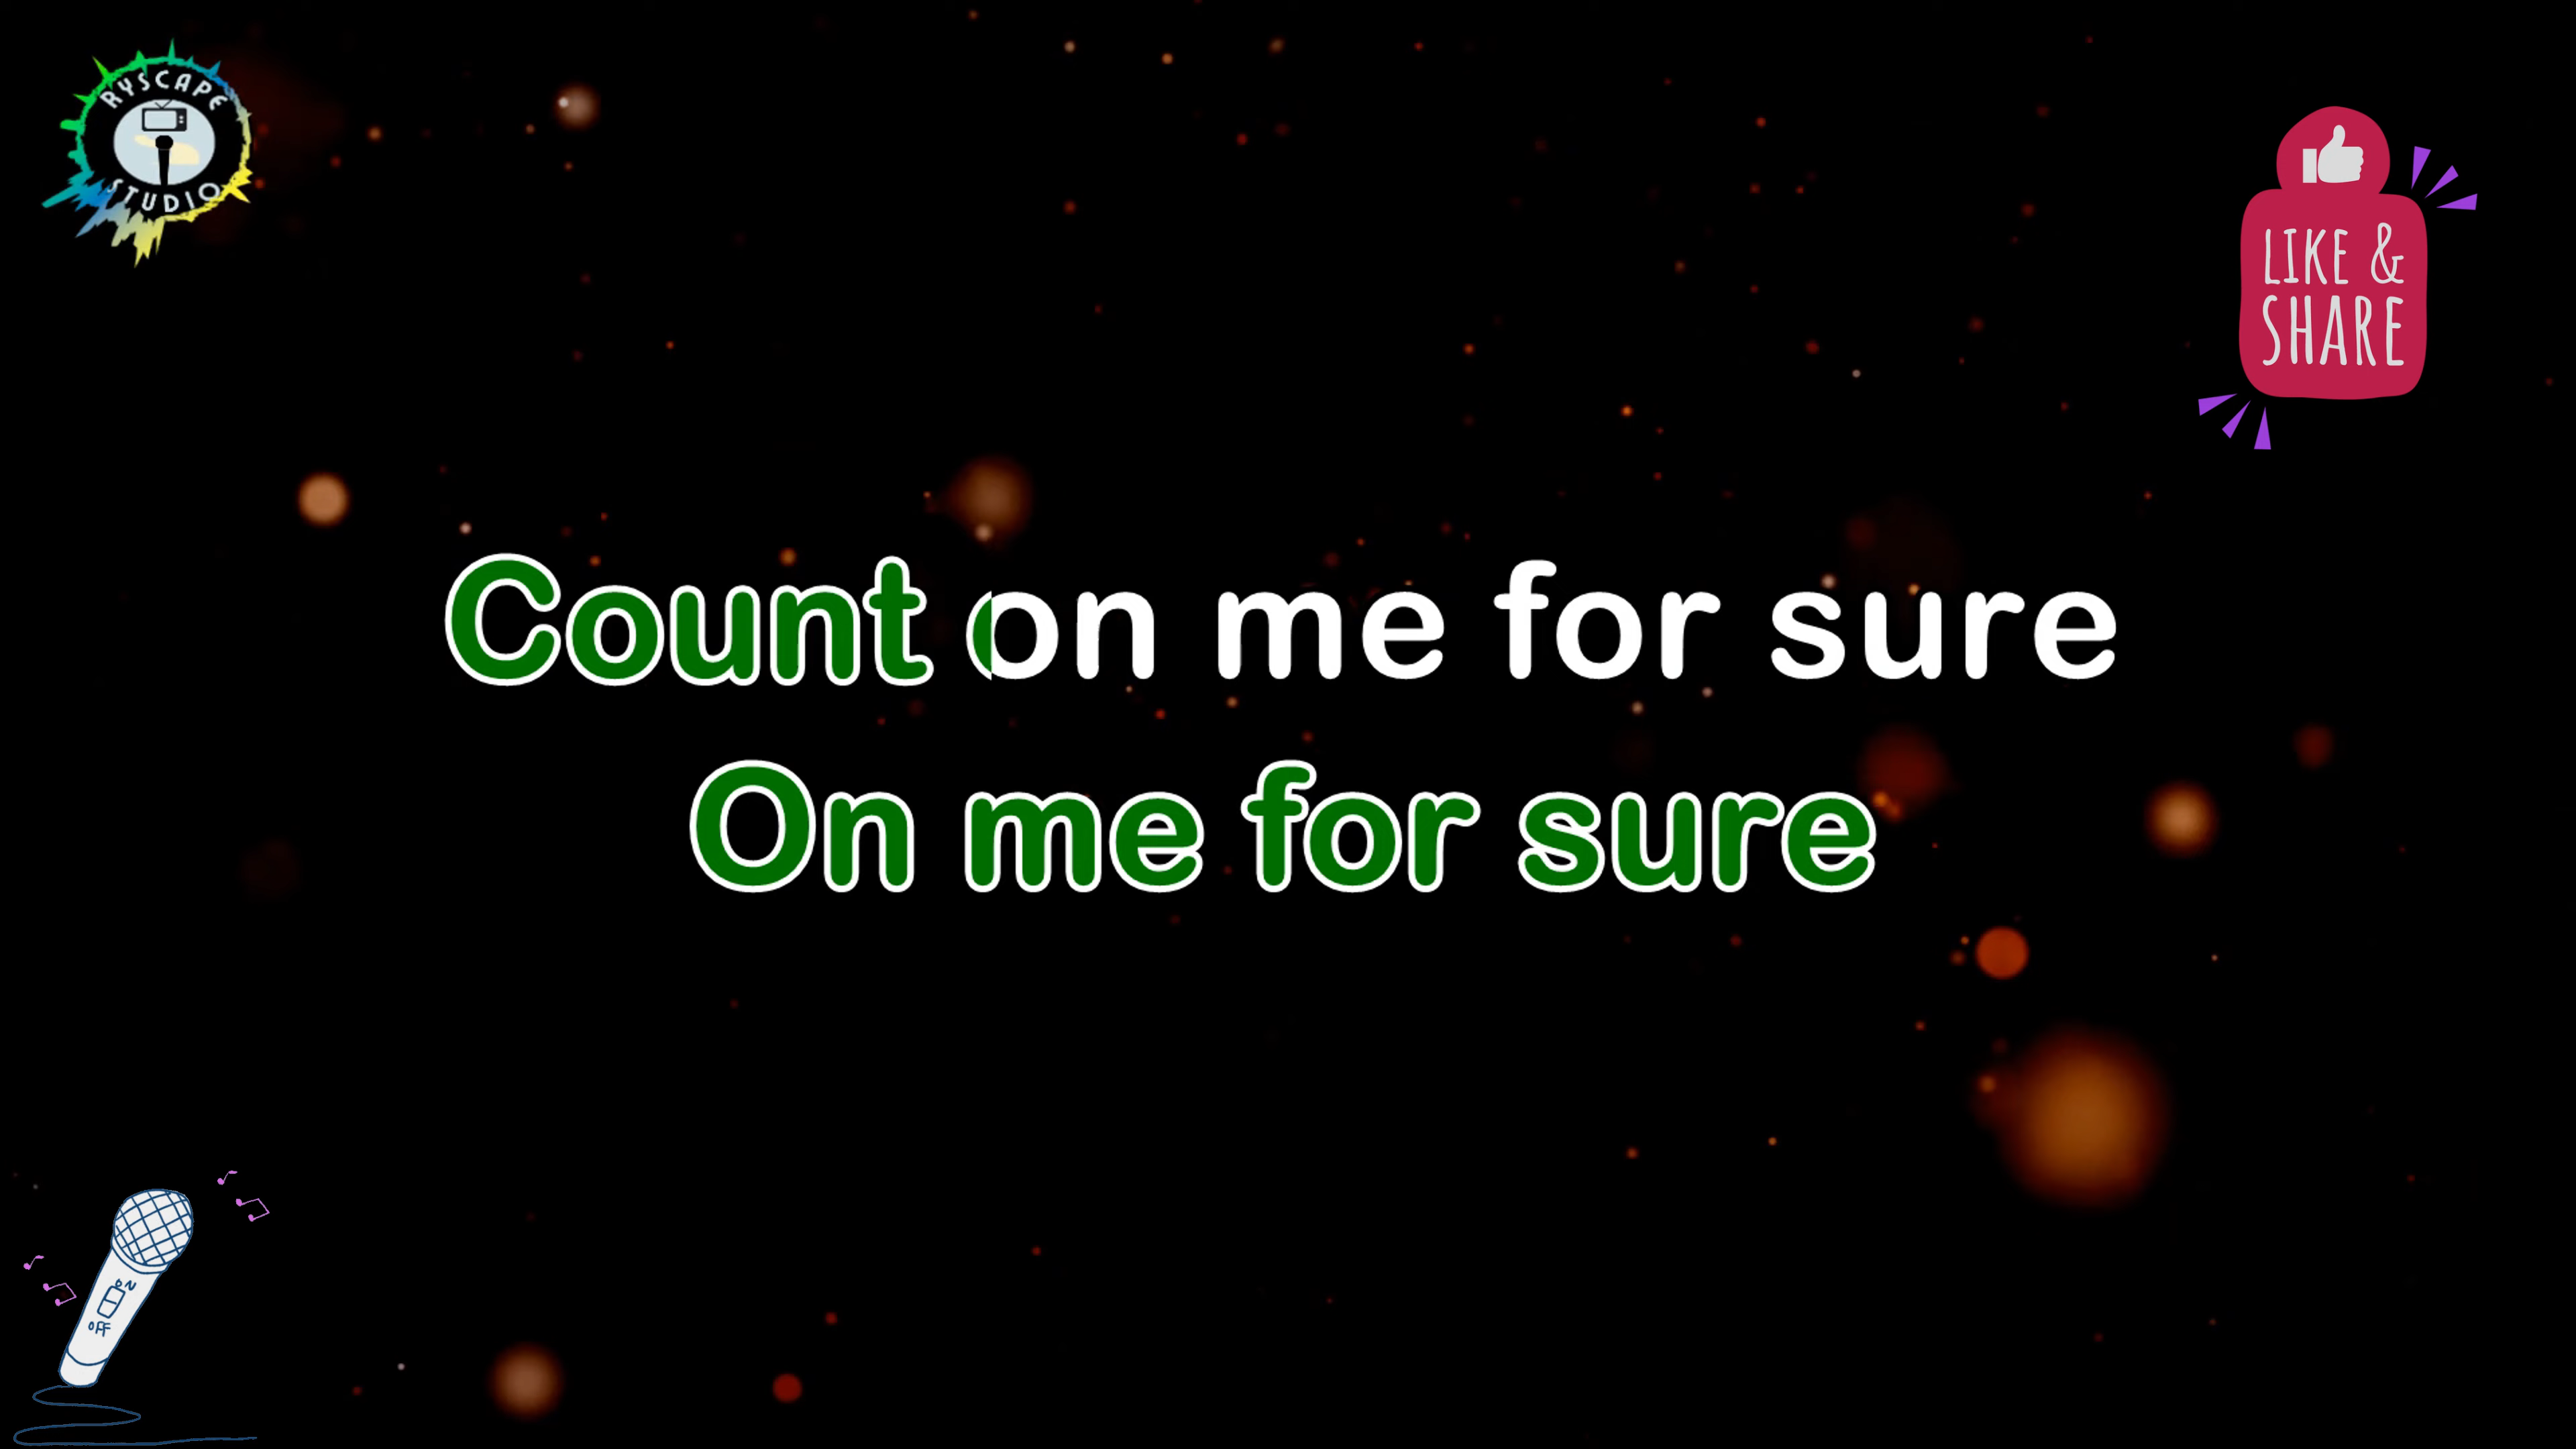 RYSCAPE
STUDIO
LIKE &
SHARE
Count on me for sure
On me for sure
ON
OFF